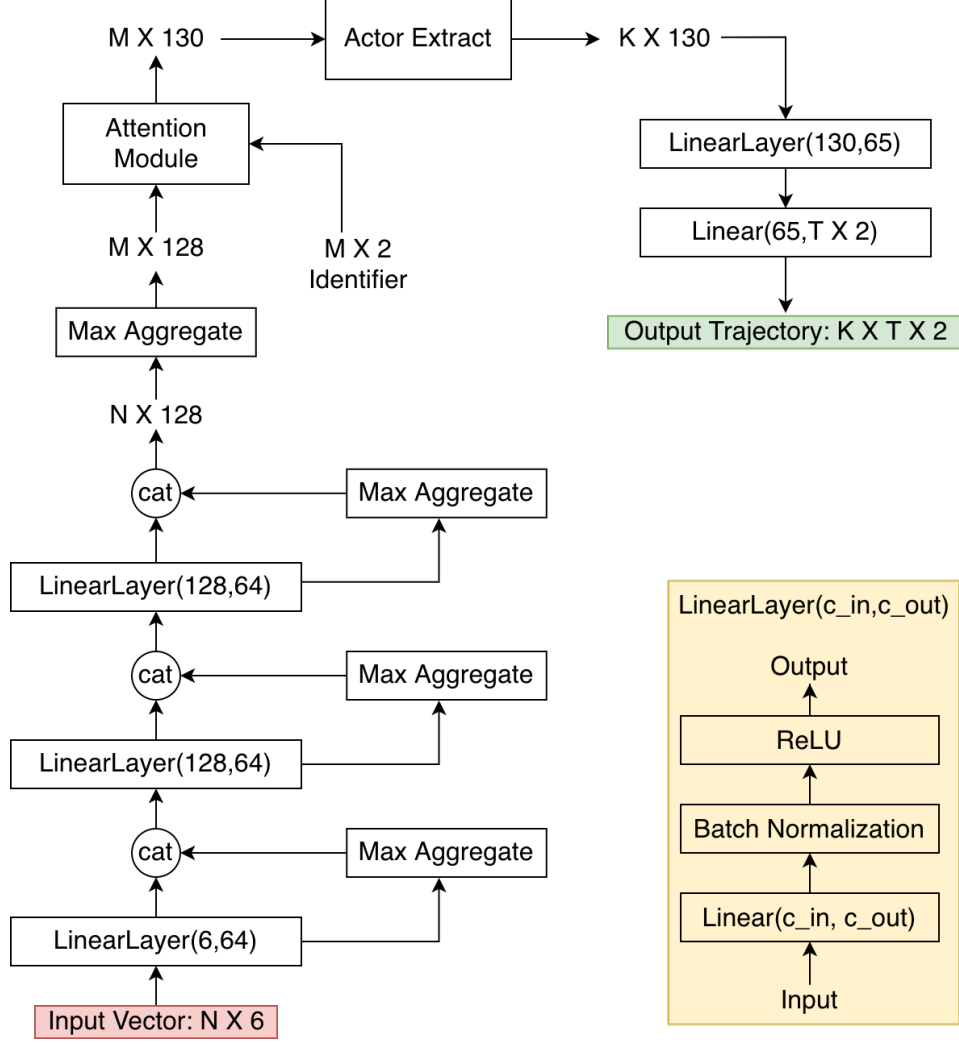 M X 130
Actor Extract
K X 130
Attention
Module
LinearLayer(130,65)
Linear(65,T X 2)
M X 128
M X 2
Identifier
Max Aggregate
Output Trajectory: K X T X 2
N X 128
cat
Max Aggregate
LinearLayer(128,64)
cat
Max Aggregate
LinearLayer(128,64)
cat
Max Aggregate
LinearLayer(6,64)
Input Vector: N X 6
LinearLayer(c_in,c_out)
Output
ReLU
Batch Normalization
Linear(c_in, c_out)
Input